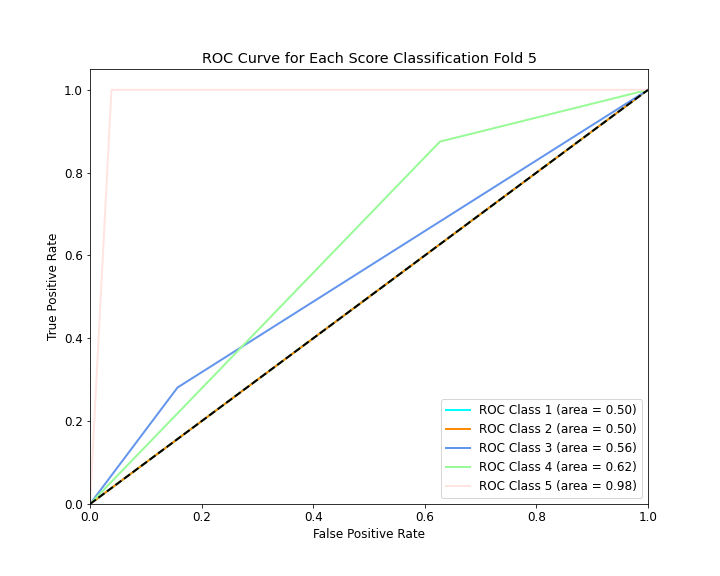 ROC Curve for Each Score Classification Fold 5
True Positive Rate
1.0
0.8
0.6
0.4
0.2
0.0
ROC Class 1 (area = 0.50)
ROC Class 2 (area = 0.50)
ROC Class 3 (area = 0.56)
ROC Class 4 (area = 0.62)
ROC Class 5 (area = 0.98)
0.0 0.2 0.4 0.6 0.8 1.0
False Positive Rate